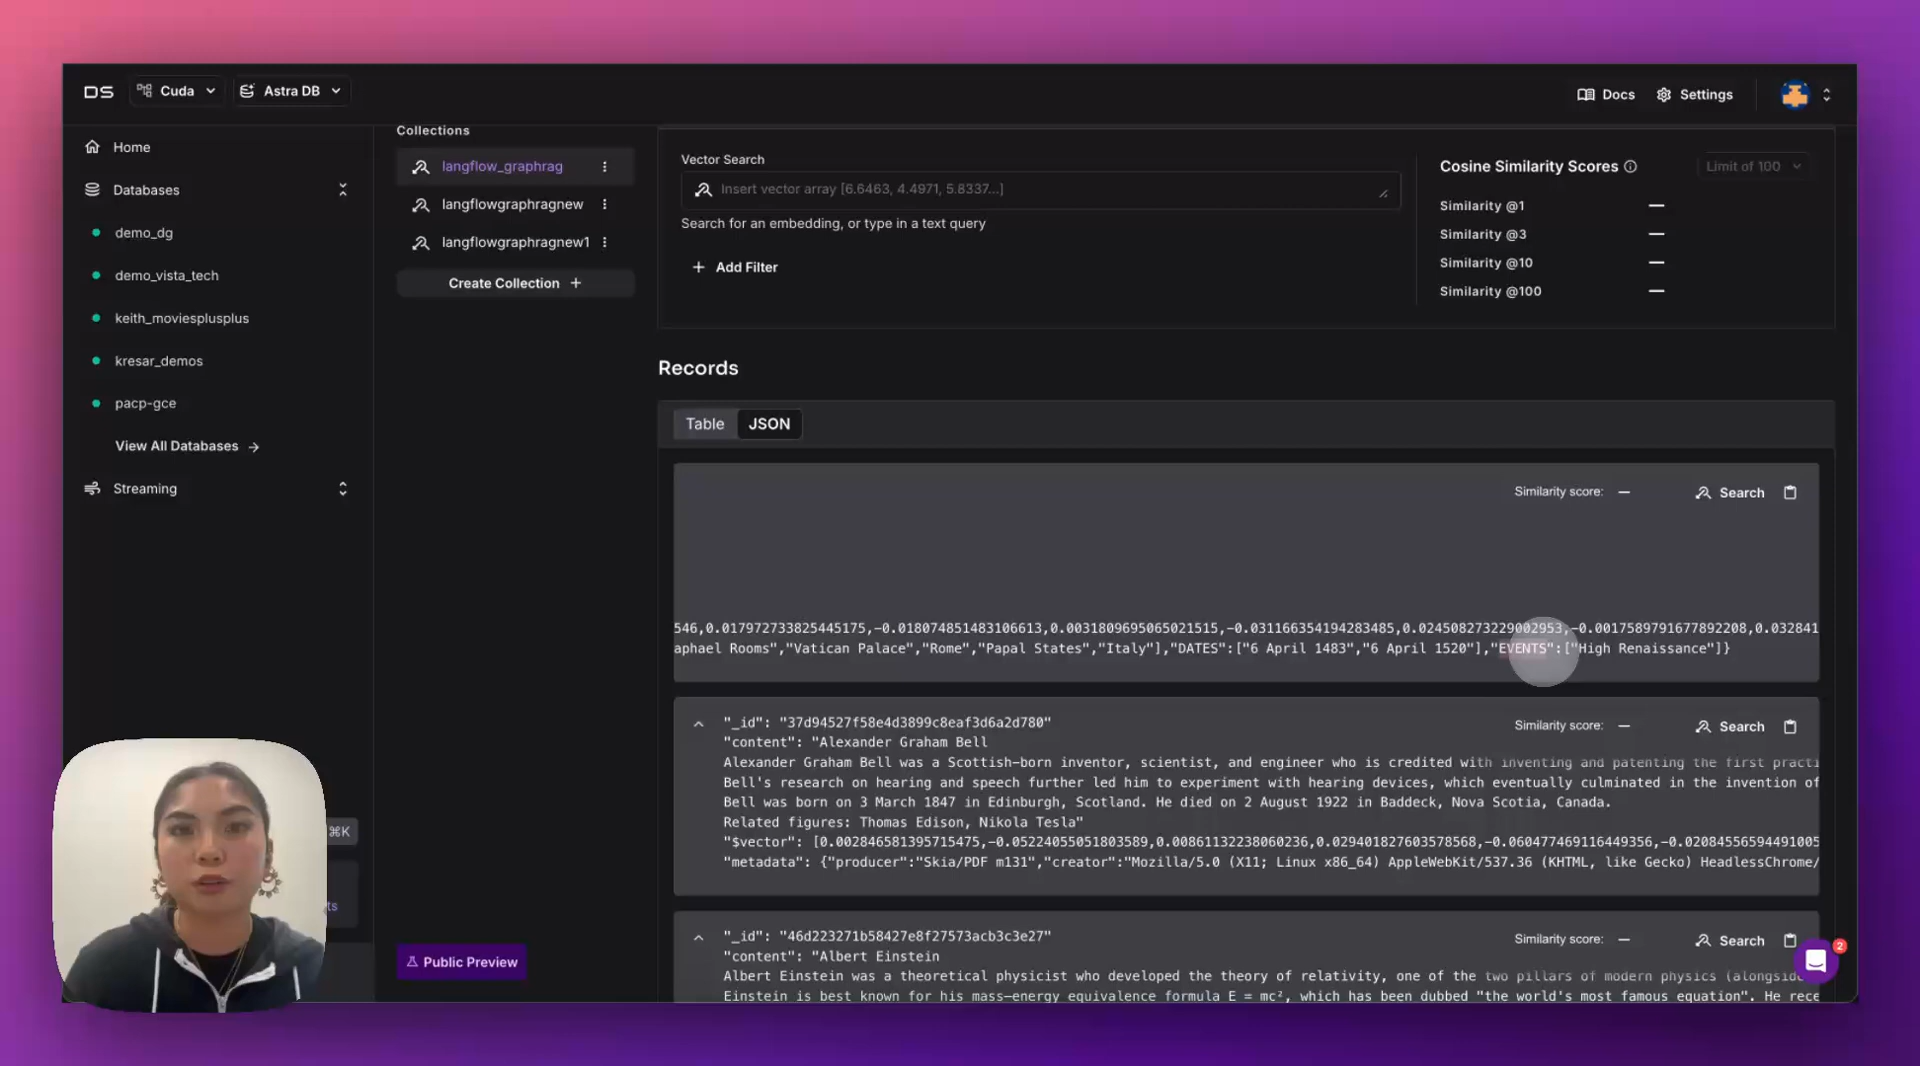 DS Cuda Astra DB Docs Settings
Home
Databases
demo_dg
demo_vista_tech
keith_moviesplusplus
kresar_demos
pacp-gce
View All Databases →
Streaming
⌘K
ts
Collections
langflow_graphrag
langflowgraphragnew
langflowgraphragnew1
Create Collection +
Public Preview
Vector Search
Insert vector array [6.6463, 4.4971, 5.8337...]
Search for an embedding, or type in a text query
+ Add Filter
Cosine Similarity Scores Limit of 100
Similarity @1 —
Similarity @3 —
Similarity @10 —
Similarity @100 —
Records
Table JSON
Similarity score: — Search
546,0.017972733825445175,-0.018074851483106613,0.0031809695065021515,-0.031166354194283485,0.024508273229002953,-0.0017589791677892208,0.032841
aphael Rooms","Vatican Palace","Rome","Papal States","Italy"],"DATES":["6 April 1483","6 April 1520"],"EVENTS":["High Renaissance"]}
"_id": "37d94527f58e4d3899c8eaf3d6a2d780" Similarity score: — Search
"content": "Alexander Graham Bell
Alexander Graham Bell was a Scottish-born inventor, scientist, and engineer who is credited with inventing and patenting the first practi
Bell's research on hearing and speech further led him to experiment with hearing devices, which eventually culminated in the invention of
Bell was born on 3 March 1847 in Edinburgh, Scotland. He died on 2 August 1922 in Baddeck, Nova Scotia, Canada.
Related figures: Thomas Edison, Nikola Tesla"
"$vector": [0.002846581395715475,-0.05224055051803589,0.008611322380602​36,0.029401827603578568,-0.060477469116449356,-0.02084556594491005
"metadata": {"producer":"Skia/PDF m131","creator":"Mozilla/5.0 (X11; Linux x86_64) AppleWebKit/537.36 (KHTML, like Gecko) HeadlessChrome/
"_id": "46d223271b58427e8f27573acb3c3e27" Similarity score: — Search
"content": "Albert Einstein
Albert Einstein was a theoretical physicist who developed the theory of relativity, one of the two pillars of modern physics (alongside
Einstein is best known for his mass-energy equivalence formula E = mc², which has been dubbed "the world's most famous equation". He rece
2